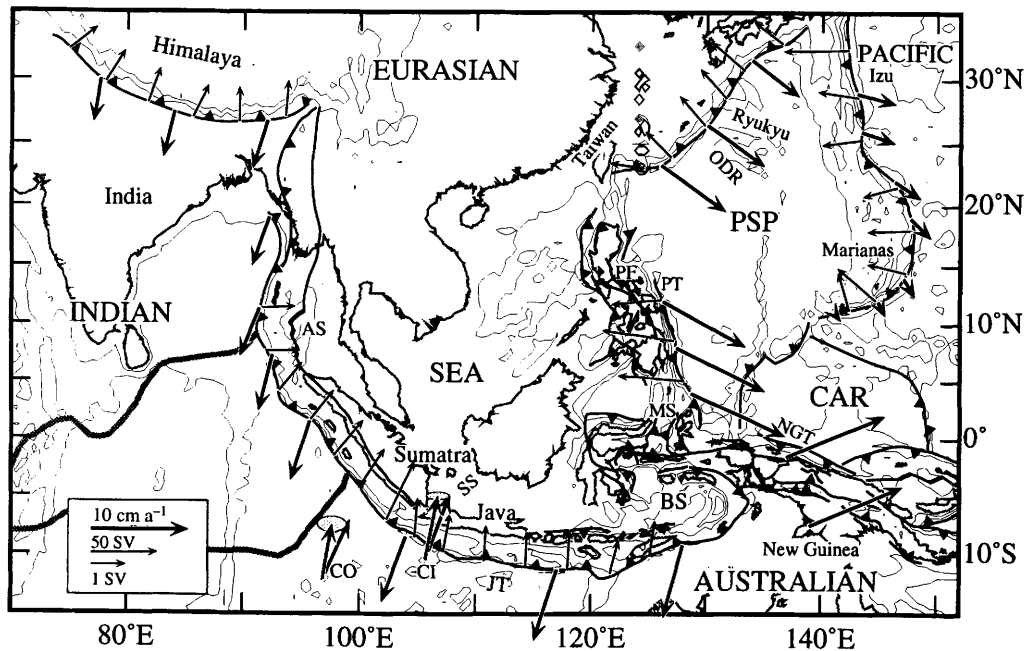 Himalaya
EURASIAN
PACIFIC
Izu
30°N
Taiwan
Ryukyu
ODR
India
PSP
20°N
Marianas
PF
PT
INDIAN
AS
10°N
SEA
CAR
MS
NGT
0°
Sumatra
SS
BS
Java
10 cm a⁻¹
50 SV
1 SV
New Guinea
10°S
CO
CI
JT
AUSTRALIAN
80°E
100°E
120°E
140°E